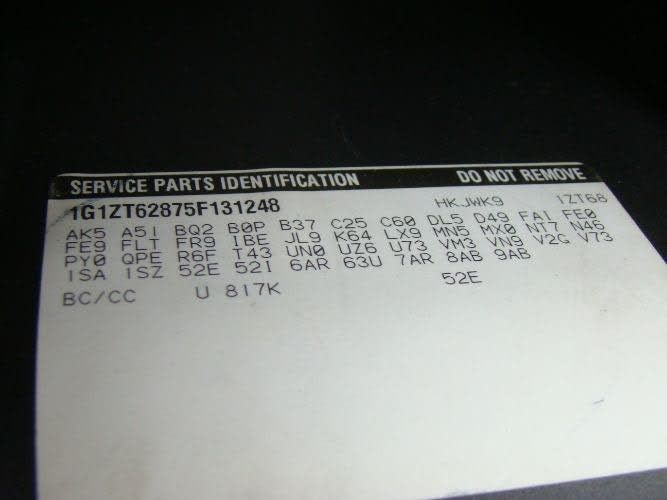 SERVICE PARTS IDENTIFICATION DO NOT REMOVE
1G1ZT62875F131248 HKJWK9 1ZT68
AK5 A51 BQ2 B0P B37 C25 C60 DL5 D49 FA1 FE0
FE9 FLT FR9 IBE JL9 K64 LX9 MN5 MX0 NT7 N46
PY0 QPE R6F T43 UN0 UZ6 U73 VM3 VN9 V2G V73
1SA 1SZ 52E 52I 6AR 63U 7AR 8AB 9AB
BC/CC U 817K 52E